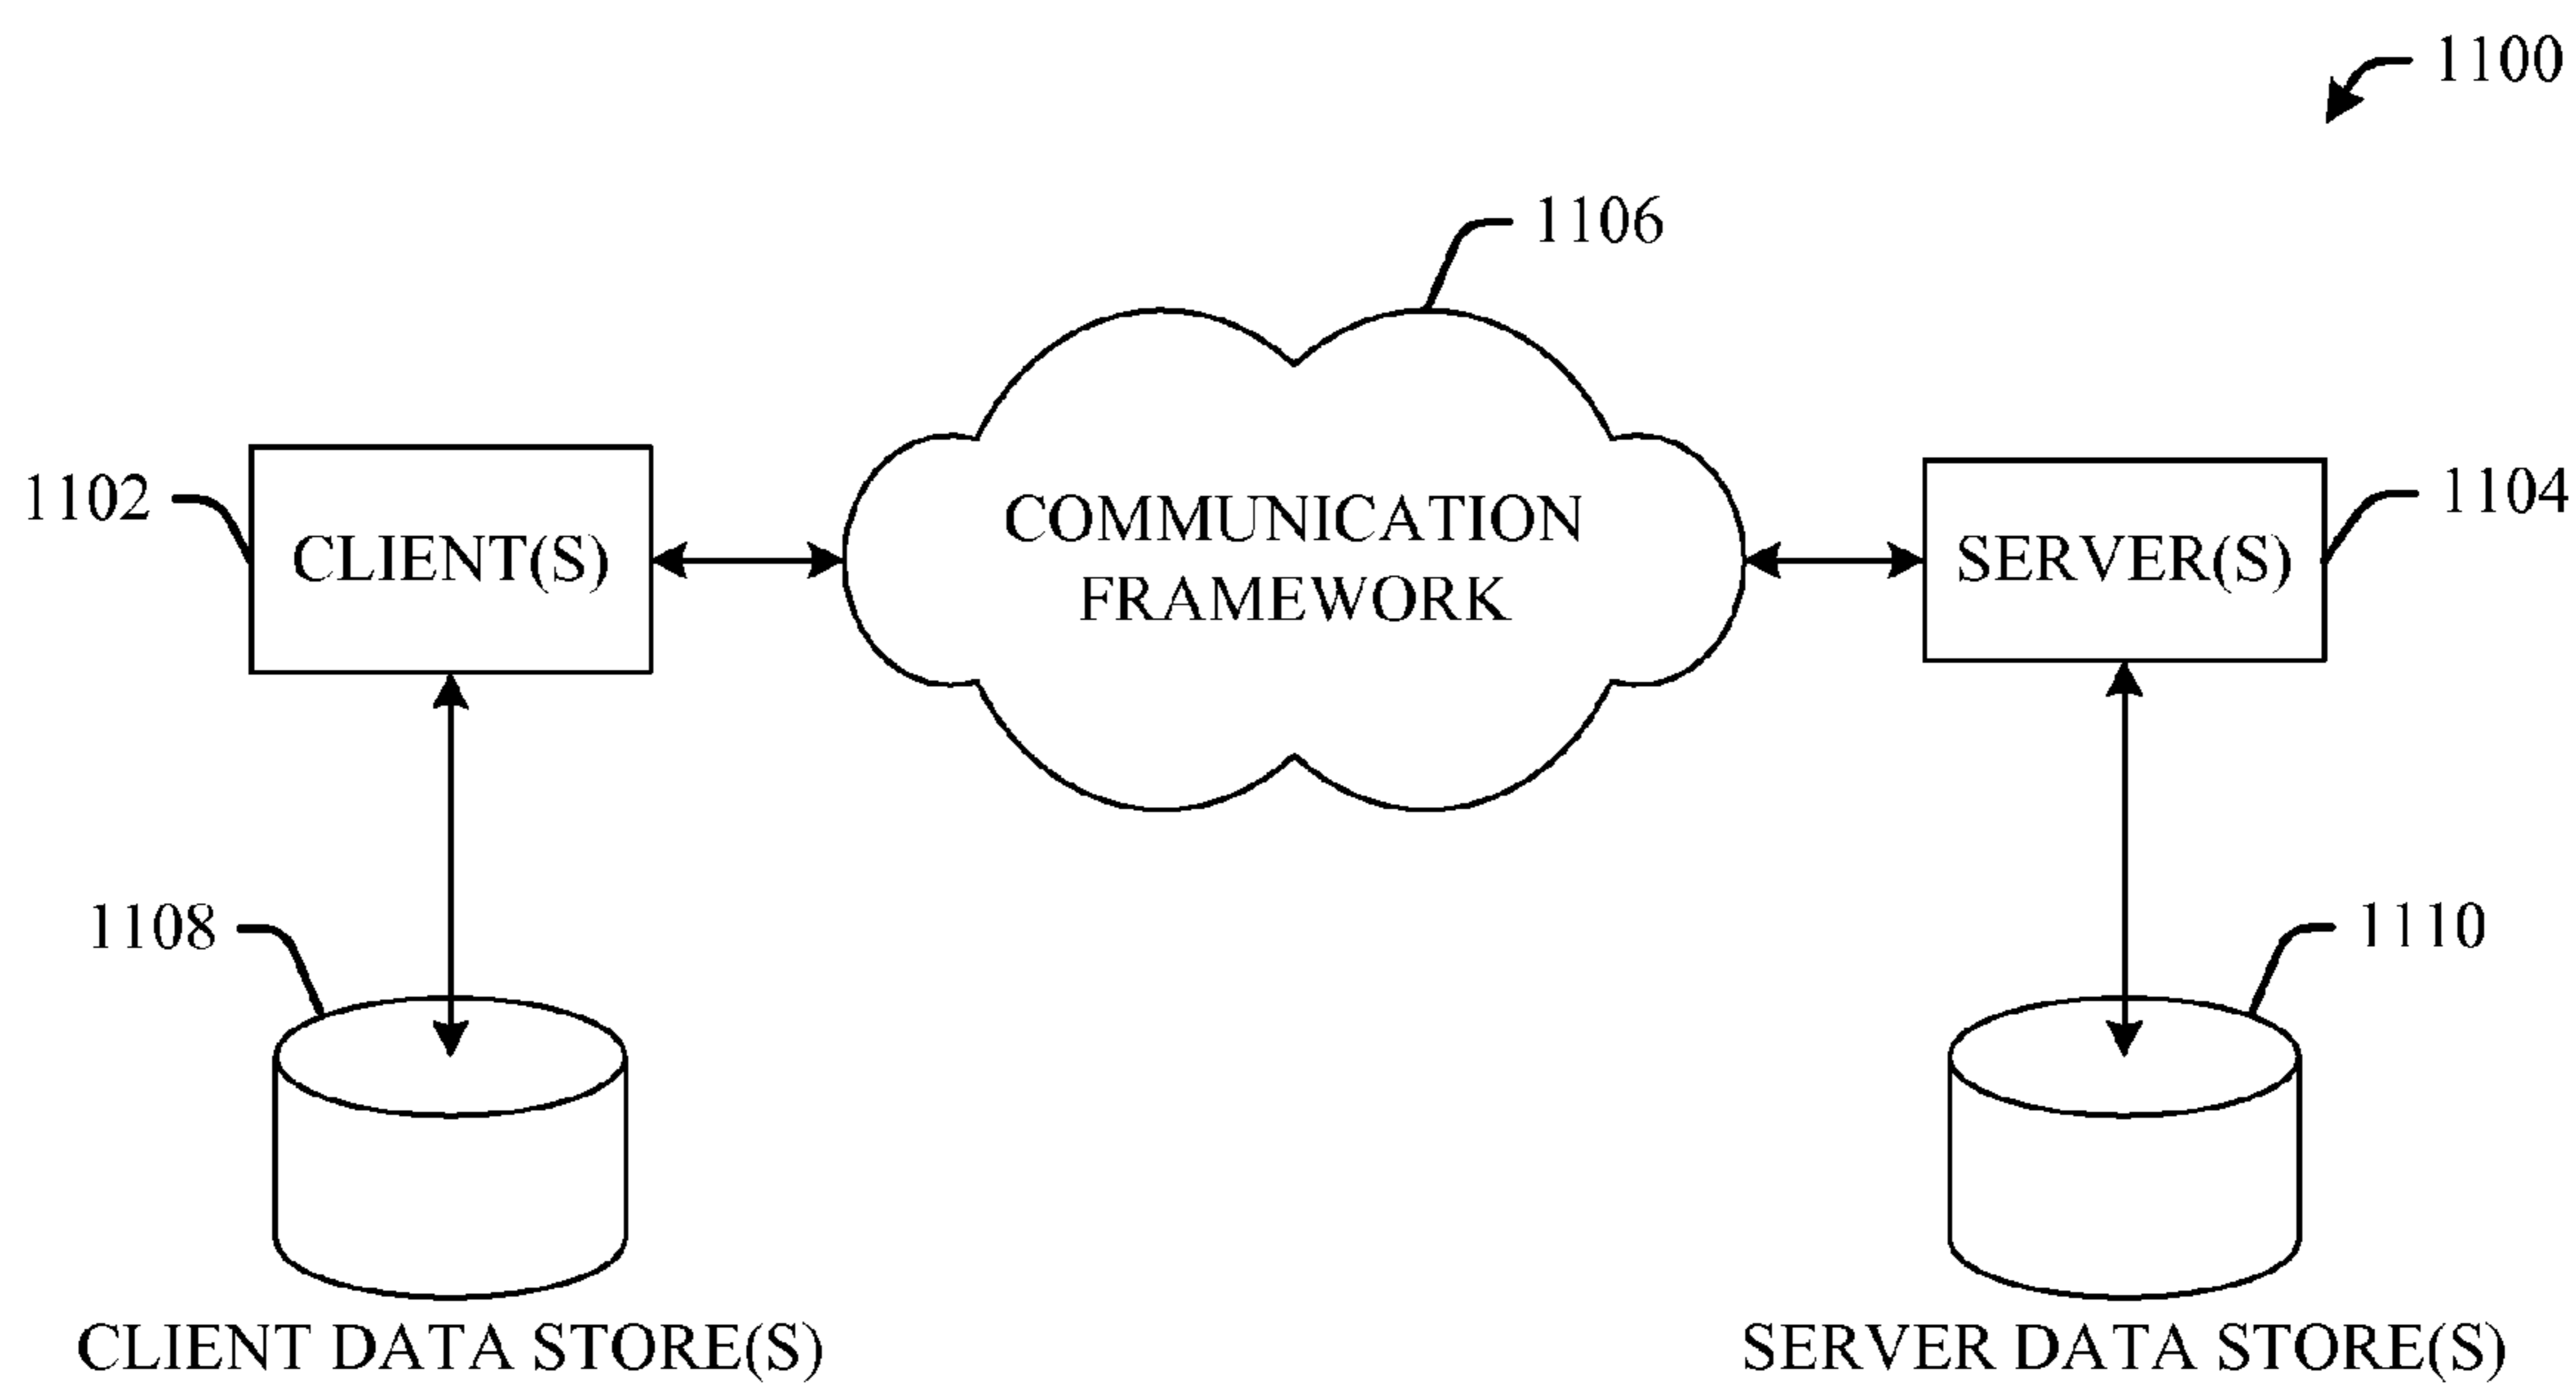 1100
1106
COMMUNICATION
FRAMEWORK
1102
CLIENT(S)
SERVER(S)
1104
1108
1110
CLIENT DATA STORE(S)
SERVER DATA STORE(S)